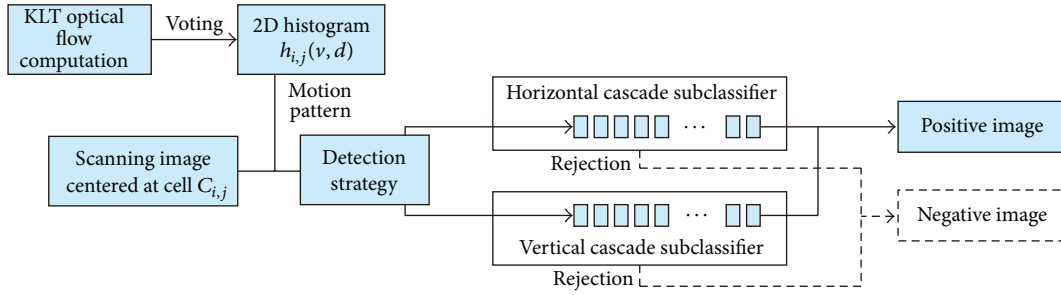 KLT optical
flow
computation
Voting
2D histogram
h_{i,j}(ν, d)
Motion
pattern
Scanning image
centered at cell C_{i,j}
Detection
strategy
Horizontal cascade subclassifier
...
Rejection
...
Vertical cascade subclassifier
Rejection
Positive image
Negative image